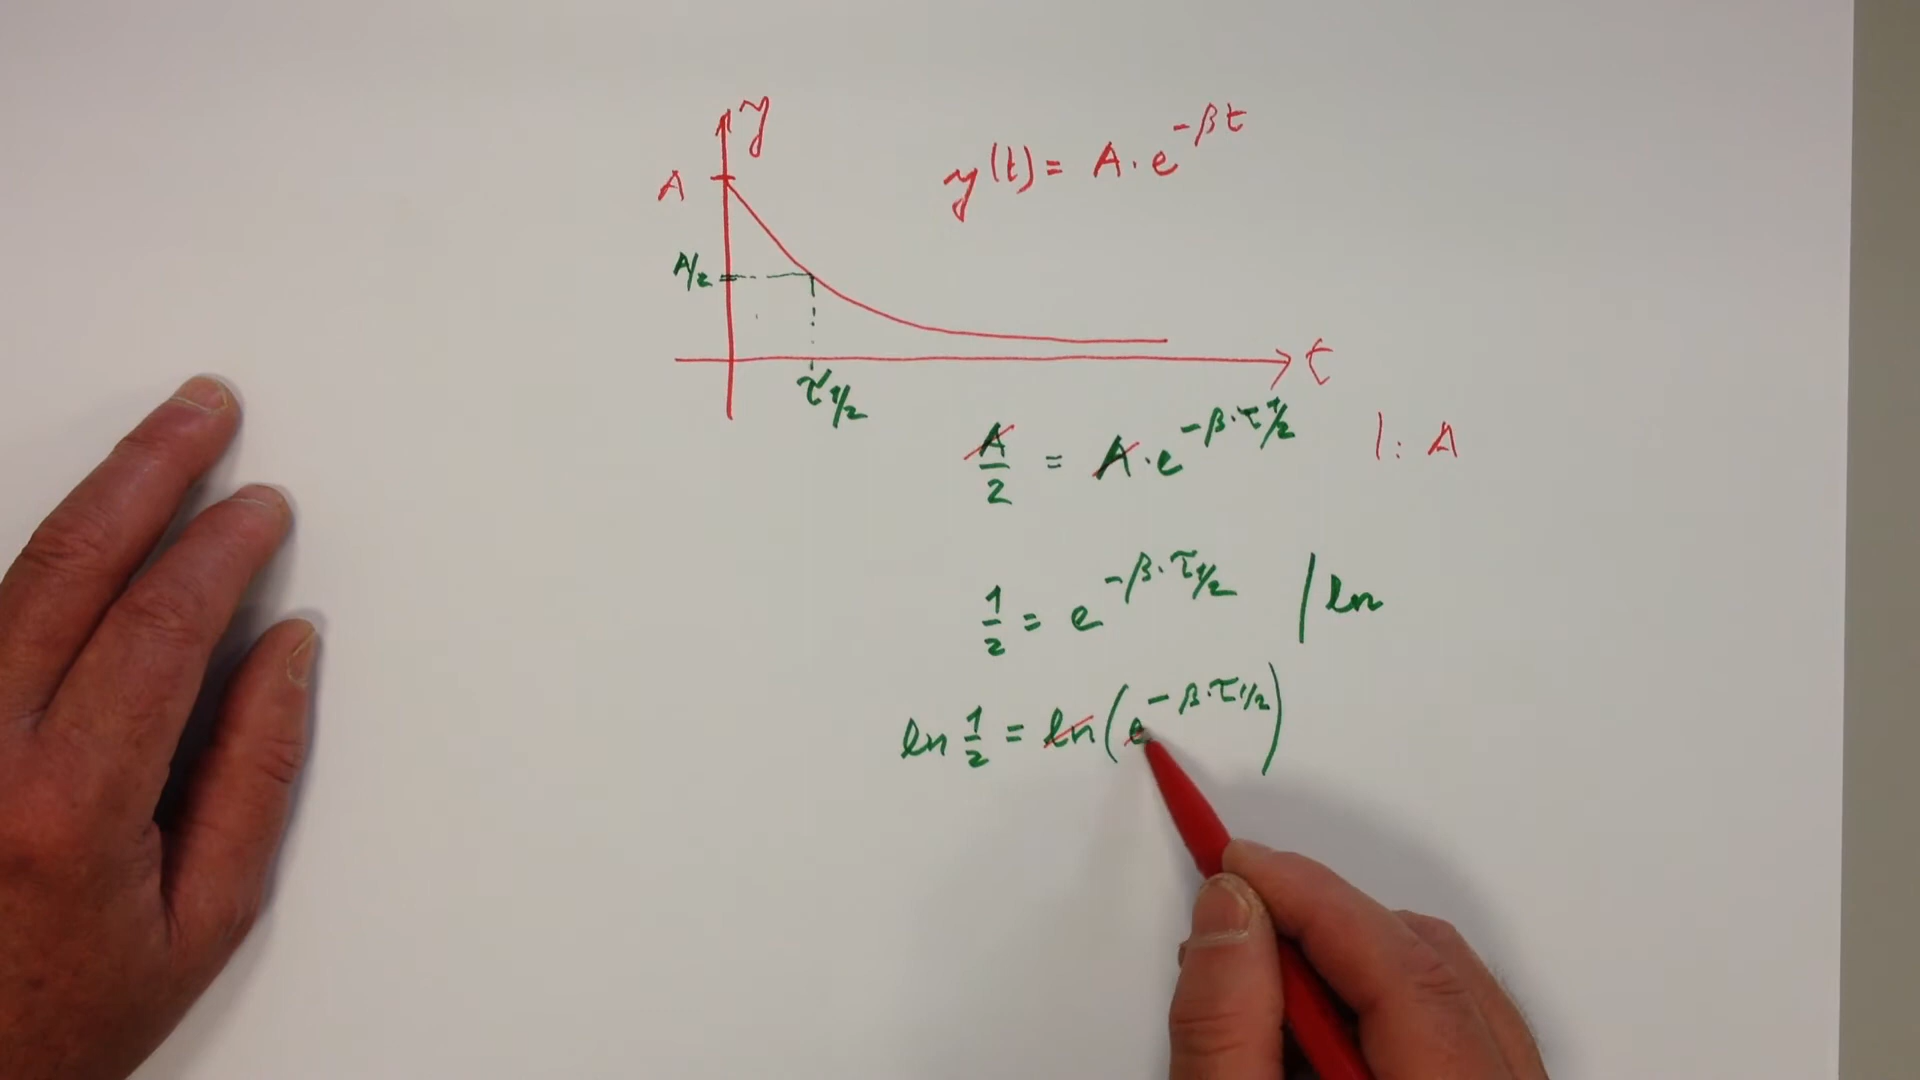 y
y(t) = A · e^{-βt}
A
A/2
t
τ1/2
A/2 = A · e^{-β·τ1/2} | : A
1/2 = e^{-β·τ1/2} | ln
ln 1/2 = ln(e^{-β·τ1/2})